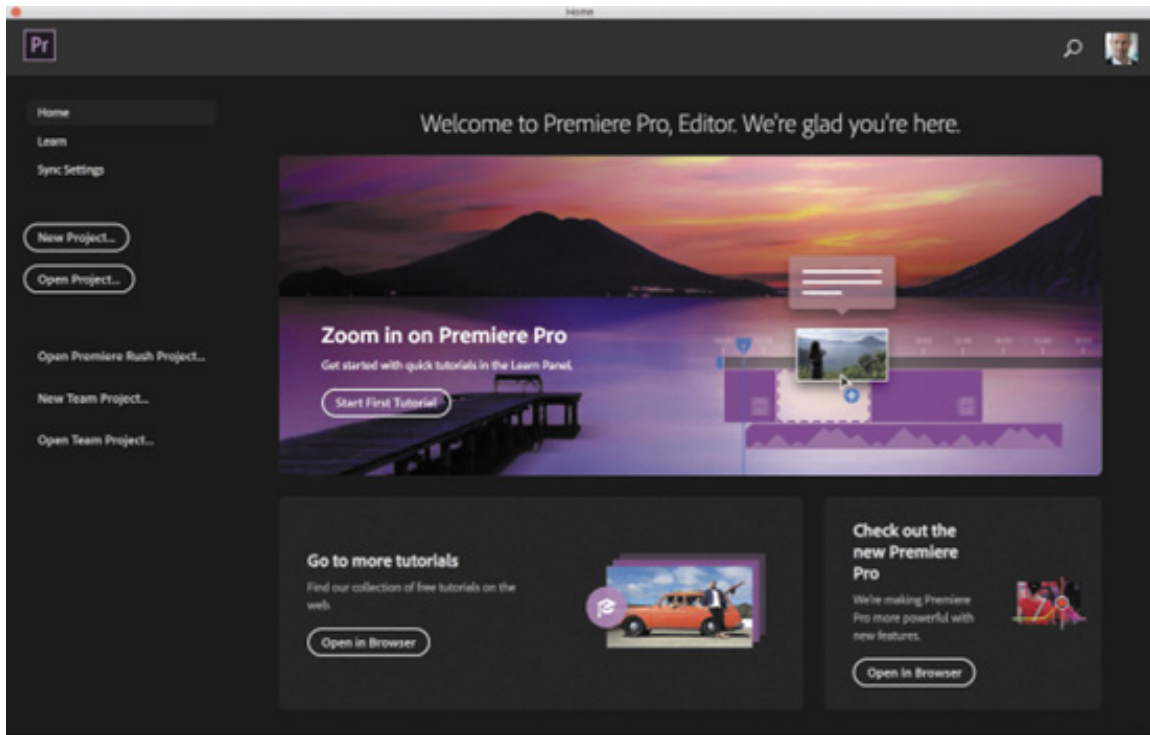 Home
Pr
Home
Learn
Sync Settings
New Project...
Open Project...
Open Premiere Rush Project...
New Team Project...
Open Team Project...
Welcome to Premiere Pro, Editor. We're glad you're here.
Zoom in on Premiere Pro
Get started with quick tutorials in the Learn Panel.
Start First Tutorial
Go to more tutorials
Find our collection of free tutorials on the
web.
Open in Browser
Check out the
new Premiere
Pro
We're making Premiere
Pro more powerful with
new features.
Open In Browser